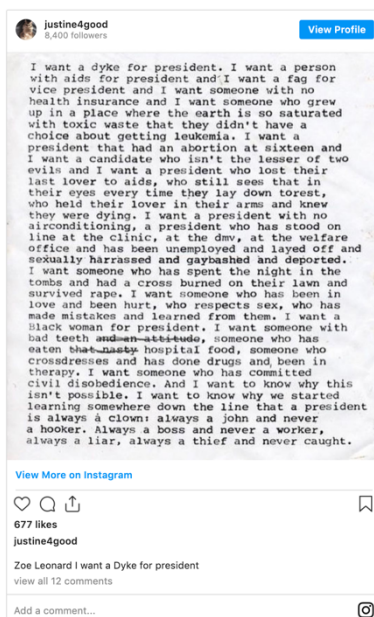 justine4good
8,400 followers
View Profile
I want a dyke for president. I want a person
with aids for president and I want a fag for
vice president and I want someone with no
health insurance and I want someone who grew
up in a place where the earth is so saturated
with toxic waste that they didn't have a
choice about getting leukemia. I want a
president that had an abortion at sixteen and
I want a candidate who isn't the lesser of two
evils and I want a president who lost their
last lover to aids, who still sees that in
their eyes every time they lay down torest,
who held their lover in their arms and knew
they were dying. I want a president with no
airconditioning, a president who has stood on
line at the clinic, at the dmv, at the welfare
office and has been unemployed and layed off and
sexually harrassed and gaybashed and deported.
I want someone who has spent the night in the
tombs and had a cross burned on their lawn and
survived rape. I want someone who has been in
love and been hurt, who respects sex, who has
made mistakes and learned from them. I want a
Black woman for president. I want someone with
bad teeth and an attitude, someone who has
eaten that nasty hospital food, someone who
crossdresses and has done drugs and been in
therapy. I want someone who has committed
civil disobedience. And I want to know why this
isn't possible. I want to know why we started
learning somewhere down the line that a president
is always a clown: always a john and never
a hooker. Always a boss and never a worker,
always a liar, always a thief and never caught.
View More on Instagram
677 likes
justine4good
Zoe Leonard I want a Dyke for president
view all 12 comments
Add a comment...